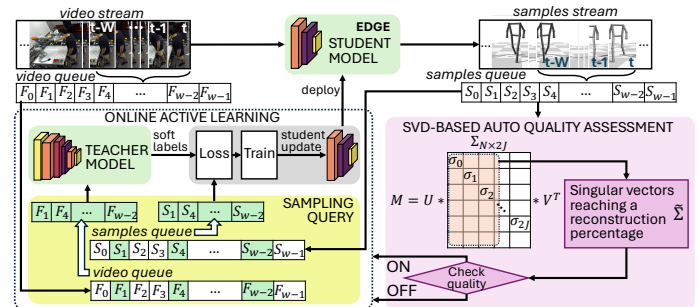 video stream
t-W
t-1
t
...
video queue
F0 F1 F2 F3 F4 ... Fw−2 Fw−1
EDGE
STUDENT
MODEL
deploy
samples stream
...
t-W
t-1
t
samples queue
S0 S1 S2 S3 S4 ... Sw−2 Sw−1
ONLINE ACTIVE LEARNING
TEACHER
MODEL
soft
labels
Loss
Train
student
update
F1 F4 ... Fw−2
S1 S4 ... Sw−2
SAMPLING
QUERY
samples queue
S0 S1 S2 S3 S4 ... Sw−2 Sw−1
video queue
F0 F1 F2 F3 F4 ... Fw−2 Fw−1
SVD-BASED AUTO QUALITY ASSESSMENT
ΣN×2J
M = U * σ0 σ1 σ2 ⋱ σ2J * V^T
Singular vectors
reaching a
reconstruction
percentage
Σ̃
Check
quality
ON
OFF